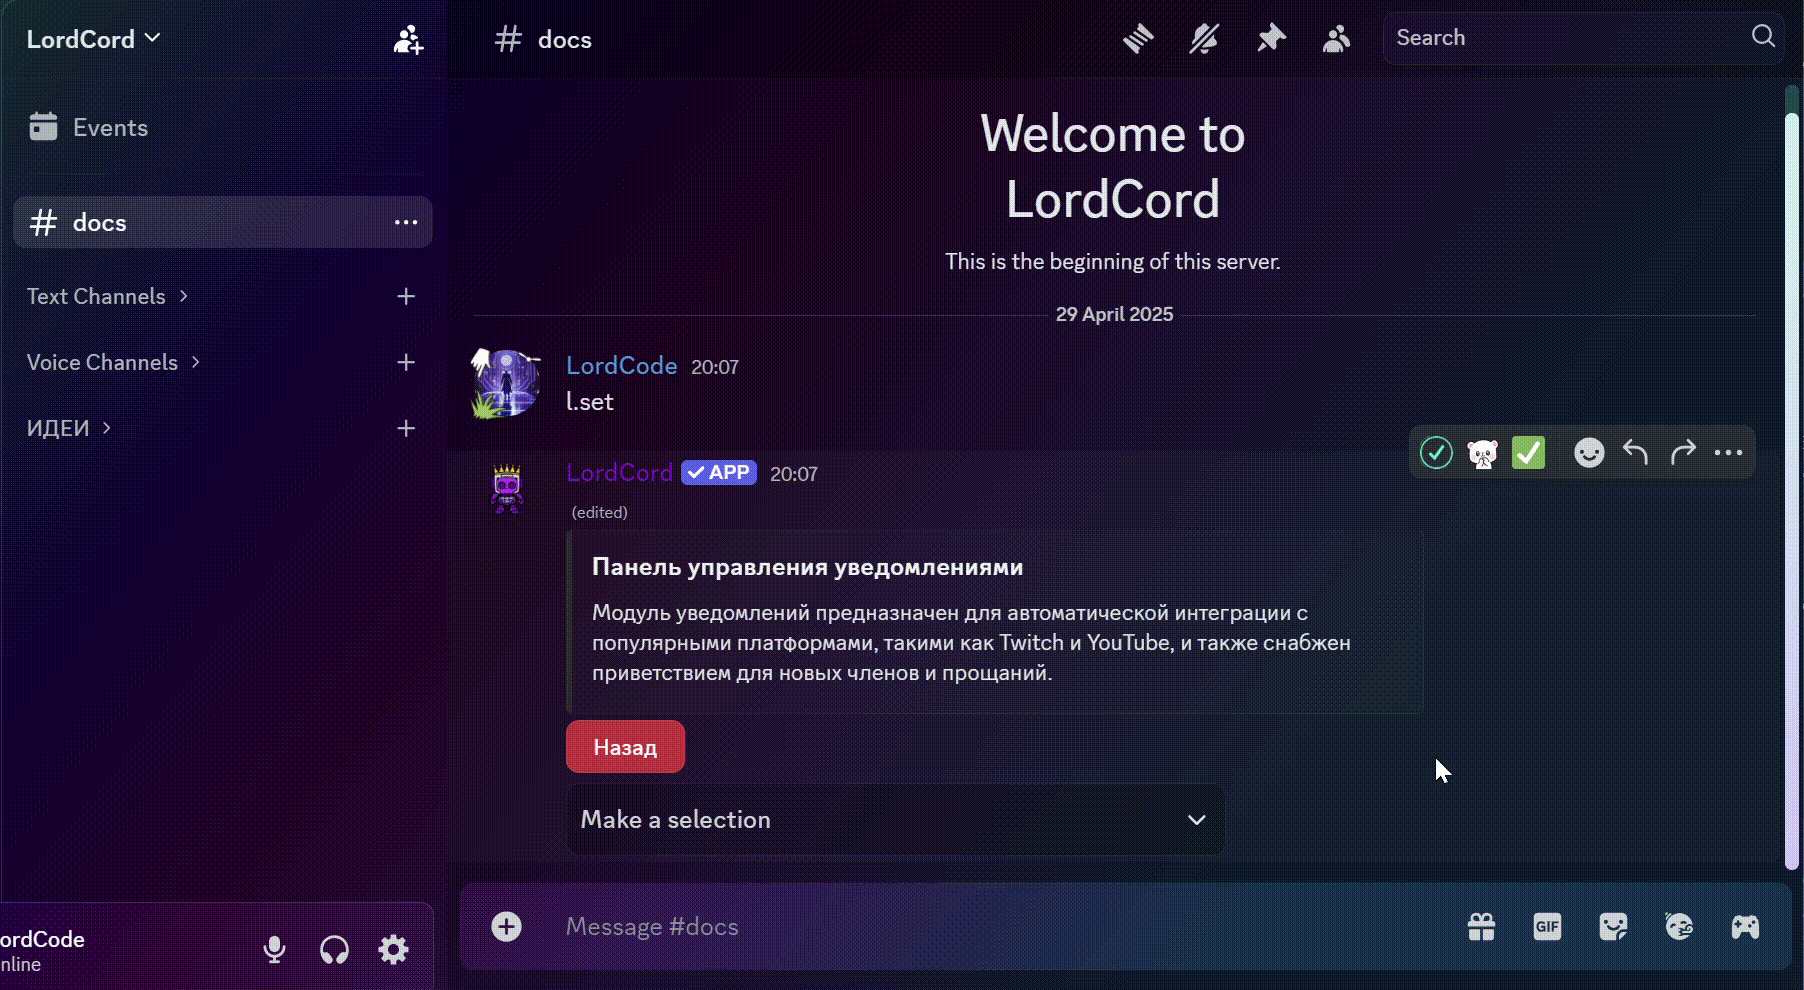 LordCord
Events
docs
Text Channels
Voice Channels
ИДЕИ
ordCode
nline
docs
Search
Welcome to
LordCord
This is the beginning of this server.
29 April 2025
LordCode 20:07
l.set
LordCord APP 20:07
(edited)
Панель управления уведомлениями
Модуль уведомлений предназначен для автоматической интеграции с
популярными платформами, такими как Twitch и YouTube, и также снабжен
приветствием для новых членов и прощаний.
Назад
Make a selection
Message #docs
GIF